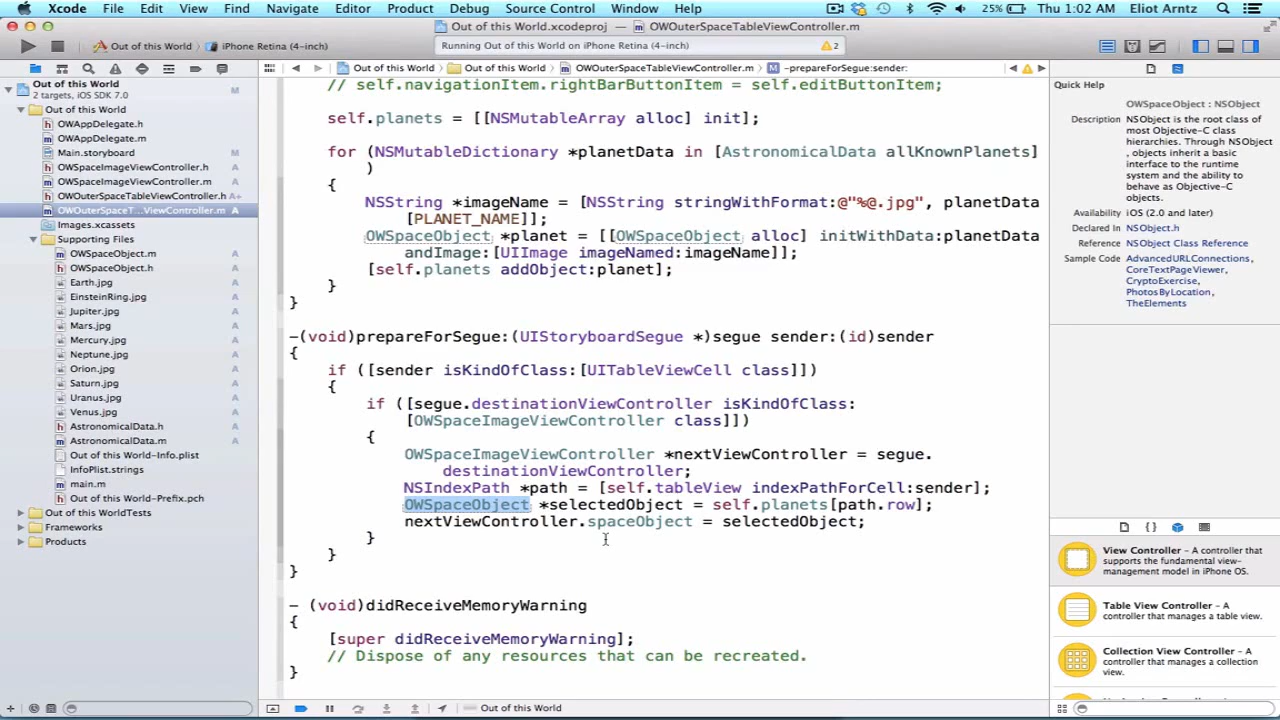 Xcode File Edit View Find Navigate Editor Product Debug Source Control Window Help 25% Thu 1:02 AM Eliot Arntz
Out of this World.xcodeproj — OWOuterSpaceTableViewController.m
Out of this World iPhone Retina (4-inch) Running Out of this World on iPhone Retina (4-inch) 2
Out of this World Out of this World OWOuterSpaceTableViewController.m -prepareForSegue:sender:
Out of this World M
2 targets, iOS SDK 7.0
Out of this World
OWAppDelegate.h
OWAppDelegate.m
Main.storyboard M
OWSpaceImageViewController.h A
OWSpaceImageViewController.m A
OWOuterSpaceTableViewController.h A+
OWOuterSpaceT...ViewController.m A
Images.xcassets
Supporting Files
OWSpaceObject.m A
OWSpaceObject.h A
Earth.jpg A
EinsteinRing.jpg A
Jupiter.jpg A
Mars.jpg A
Mercury.jpg A
Neptune.jpg A
Orion.jpg A
Saturn.jpg A
Uranus.jpg A
Venus.jpg A
AstronomicalData.h A
AstronomicalData.m A
Out of this World-Info.plist
InfoPlist.strings
main.m
Out of this World-Prefix.pch
Out of this WorldTests
Frameworks
Products
// self.navigationItem.rightBarButtonItem = self.editButtonItem;
self.planets = [[NSMutableArray alloc] init];
for (NSMutableDictionary *planetData in [AstronomicalData allKnownPlanets]
)
{
NSString *imageName = [NSString stringWithFormat:@"%@.jpg", planetData
[PLANET_NAME]];
OWSpaceObject *planet = [[OWSpaceObject alloc] initWithData:planetData
andImage:[UIImage imageNamed:imageName]];
[self.planets addObject:planet];
}
}
-(void)prepareForSegue:(UIStoryboardSegue *)segue sender:(id)sender
{
if ([sender isKindOfClass:[UITableViewCell class]])
{
if ([segue.destinationViewController isKindOfClass:
[OWSpaceImageViewController class]])
{
OWSpaceImageViewController *nextViewController = segue.
destinationViewController;
NSIndexPath *path = [self.tableView indexPathForCell:sender];
OWSpaceObject *selectedObject = self.planets[path.row];
nextViewController.spaceObject = selectedObject;
}
}
}
- (void)didReceiveMemoryWarning
{
[super didReceiveMemoryWarning];
// Dispose of any resources that can be recreated.
}
Out of this World
Quick Help
OWSpaceObject : NSObject
Description NSObject is the root class of
most Objective-C class
hierarchies. Through NSObject
, objects inherit a basic
interface to the runtime
system and the ability to
behave as Objective-C
objects.
Availability iOS (2.0 and later)
Declared In NSObject.h
Reference NSObject Class Reference
Sample Code AdvancedURLConnections,
CoreTextPageViewer,
CryptoExercise,
PhotosByLocation,
TheElements
View Controller - A controller that
supports the fundamental view-
management model in iPhone OS.
Table View Controller - A
controller that manages a table view.
Collection View Controller - A
controller that manages a collection
view.